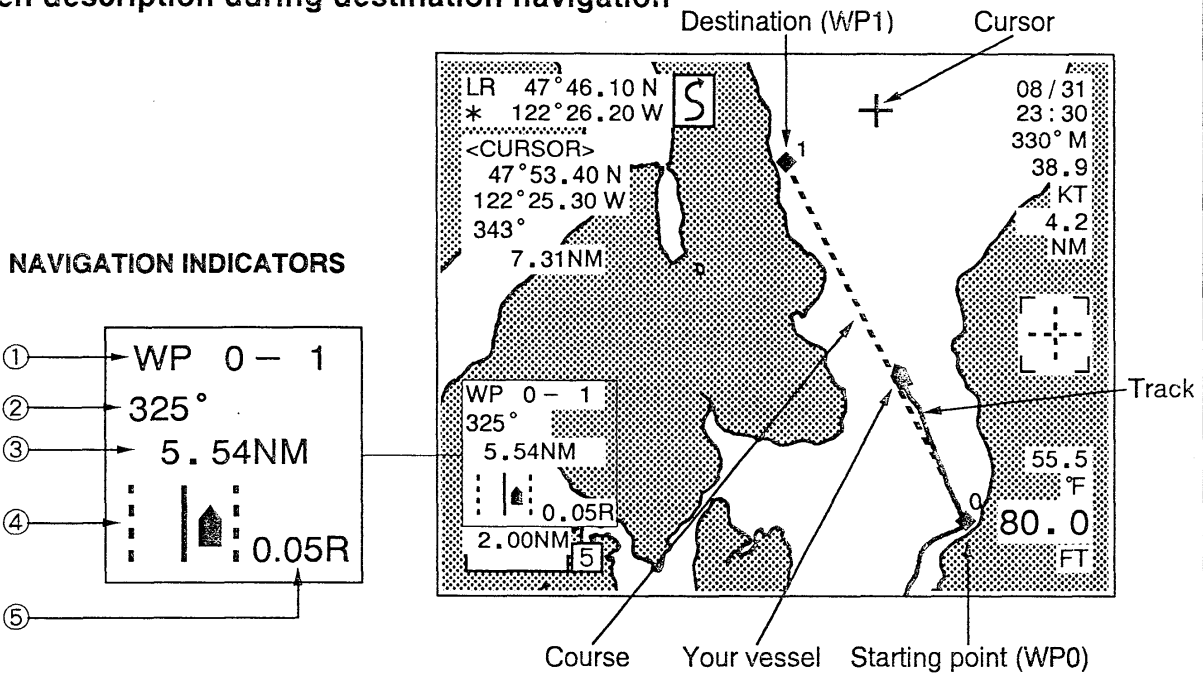 description during destination navigation
Destination (WP1)
Cursor
LR 47°46.10 N
* 122°26.20 W
<CURSOR>
47°53.40 N
122°25.30 W
343°
7.31NM
1
08/31
23:30
330°M
38.9
KT
4.2
NM
NAVIGATION INDICATORS
① WP 0 – 1
② 325°
③ 5.54NM
④
0.05R
⑤
WP 0 – 1
325°
5.54NM
0.05R
2.00NM
5
Track
55.5
°F
0
80.0
FT
Course
Your vessel
Starting point (WP0)